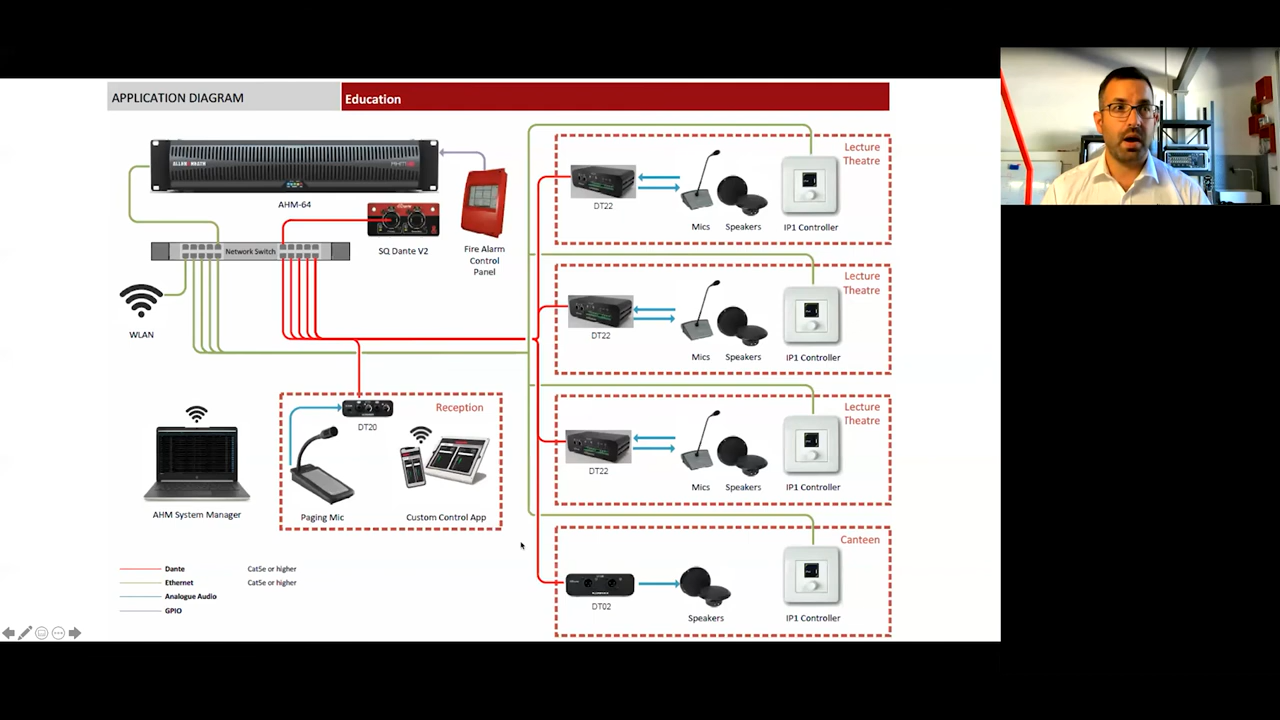 APPLICATION DIAGRAM
Education
ALLEN&HEATH
AHM-64
Network Switch
SQ Dante V2
Fire Alarm
Control
Panel
WLAN
Lecture
Theatre
DT22
Mics
Speakers
IP1 Controller
Lecture
Theatre
DT22
Mics
Speakers
IP1 Controller
Reception
DT20
Paging Mic
Custom Control App
AHM System Manager
Lecture
Theatre
DT22
Mics
Speakers
IP1 Controller
Canteen
DT02
Speakers
IP1 Controller
Dante
Cat5e or higher
Ethernet
Cat5e or higher
Analogue Audio
GPIO